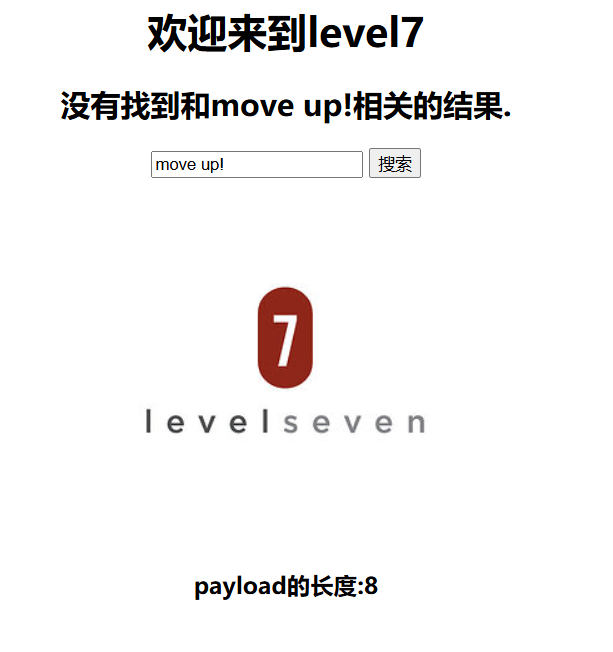 欢迎来到level7
没有找到和move up!相关的结果.
move up! 搜索
7
levelseven
payload的长度:8